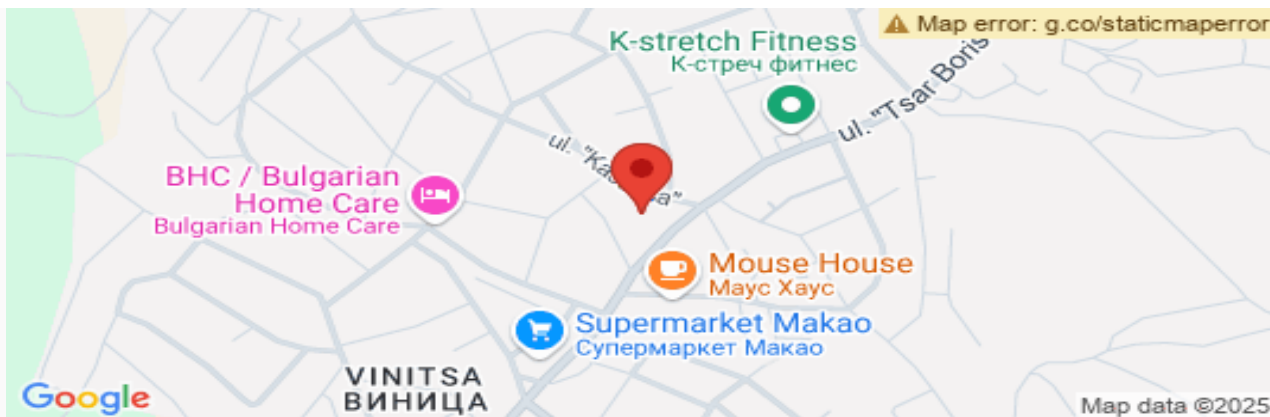 Map error: g.co/staticmaperror
K-stretch Fitness
К-стреч фитнес
ul. "Tsar Boris
ul.
BHC / Bulgarian
Home Care
Bulgarian Home Care
Mouse House
Маус Хаус
Supermarket Makao
Супермаркет Макао
VINITSA
ВИНИЦА
Google
Map data ©2025